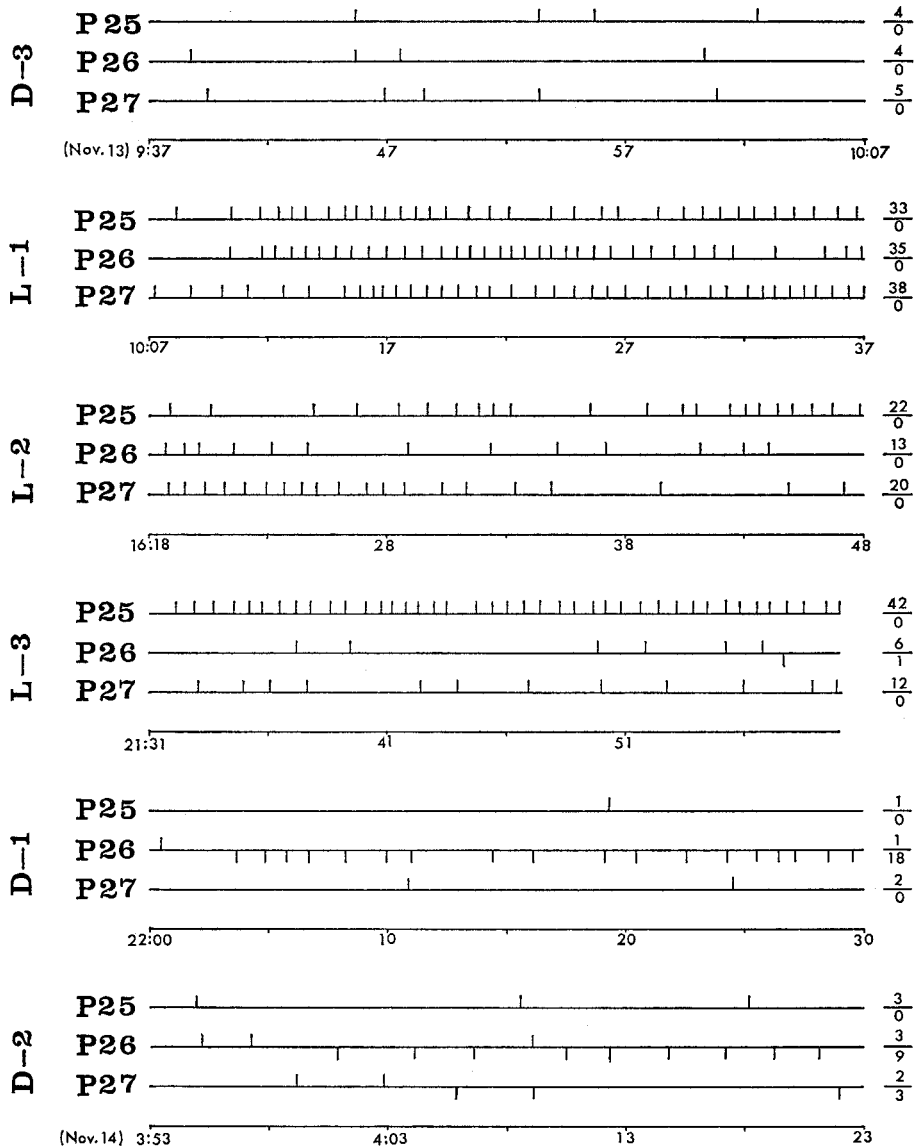 D-3
P25 4/0
P26 4/0
P27 5/0
(Nov. 13) 9:37 47 57 10:07
L-1
P25 33/0
P26 35/0
P27 38/0
10:07 17 27 37
L-2
P25 22/0
P26 13/0
P27 20/0
16:18 28 38 48
L-3
P25 42/0
P26 6/1
P27 12/0
21:31 41 51
D-1
P25 1/0
P26 1/18
P27 2/0
22:00 10 20 30
D-2
P25 3/0
P26 3/9
P27 2/3
(Nov. 14) 3:53 4:03 13 23